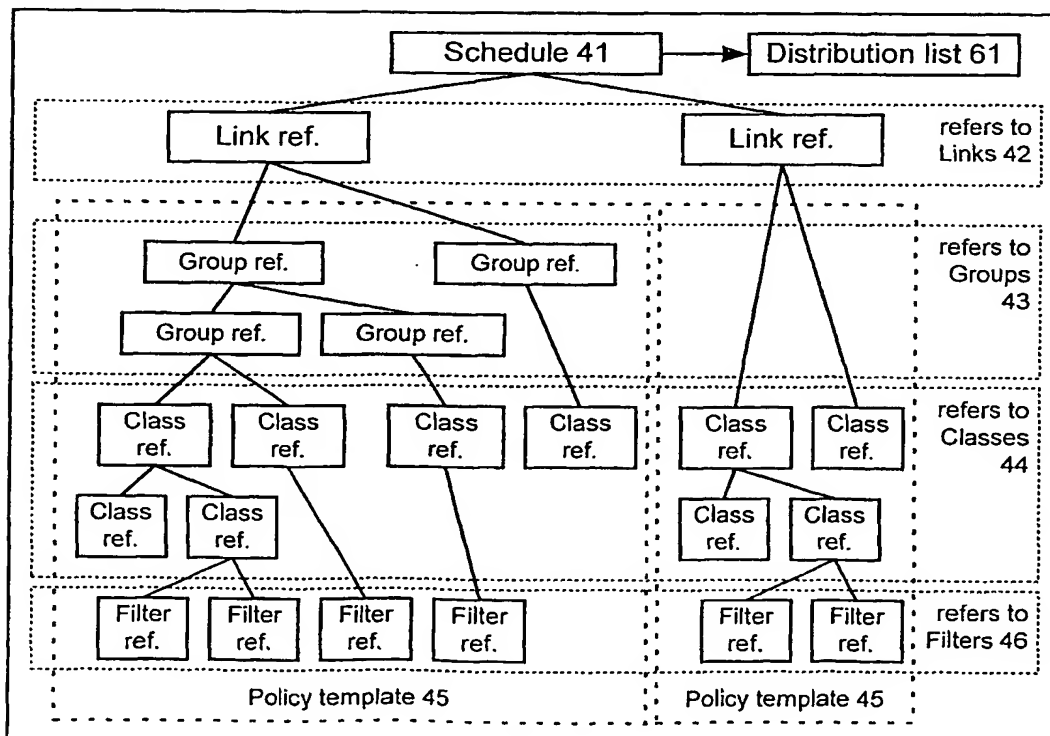 Schedule 41
Distribution list 61
Link ref.
Link ref.
refers to
Links 42
Group ref.
Group ref.
refers to
Groups
43
Group ref.
Group ref.
Class
ref.
Class
ref.
Class
ref.
Class
ref.
Class
ref.
Class
ref.
refers to
Classes
44
Class
ref.
Class
ref.
Class
ref.
Class
ref.
Filter
ref.
Filter
ref.
Filter
ref.
Filter
ref.
Filter
ref.
Filter
ref.
refers to
Filters 46
Policy template 45
Policy template 45